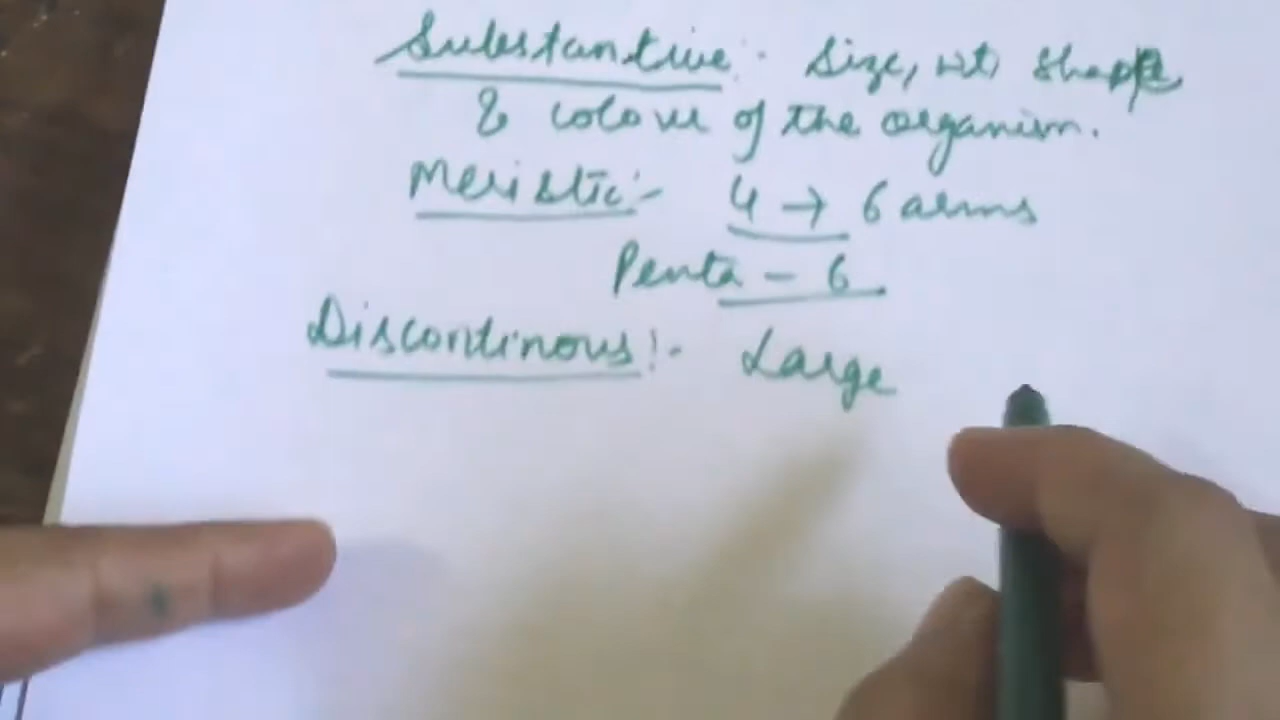 Substantive:- Size, wt, shape
& colour of the organism.
Meristic:- 4 → 6 arms
Penta - 6
Discontinous:- Large